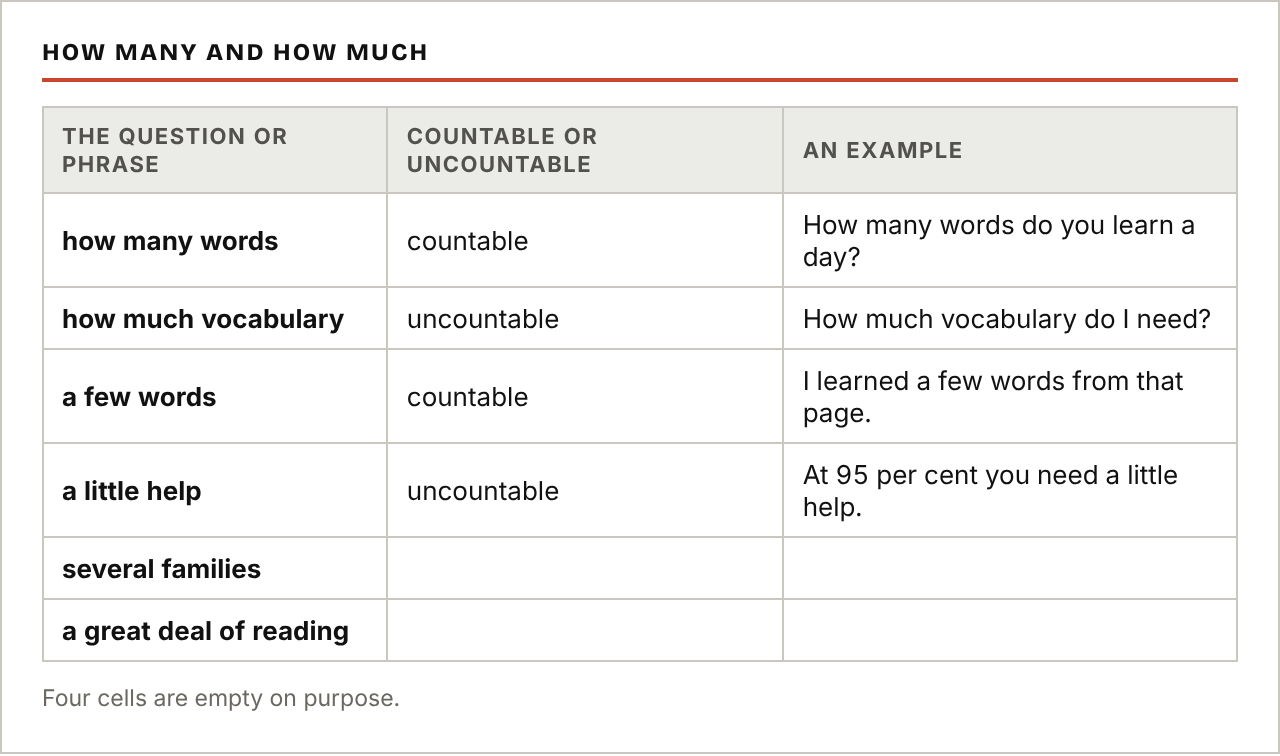 HOW MANY AND HOW MUCH
THE QUESTION OR
PHRASE
COUNTABLE OR
UNCOUNTABLE
AN EXAMPLE
how many words
countable
How many words do you learn a
day?
how much vocabulary
uncountable
How much vocabulary do I need?
a few words
countable
I learned a few words from that
page.
a little help
uncountable
At 95 per cent you need a little
help.
several families
a great deal of reading
Four cells are empty on purpose.